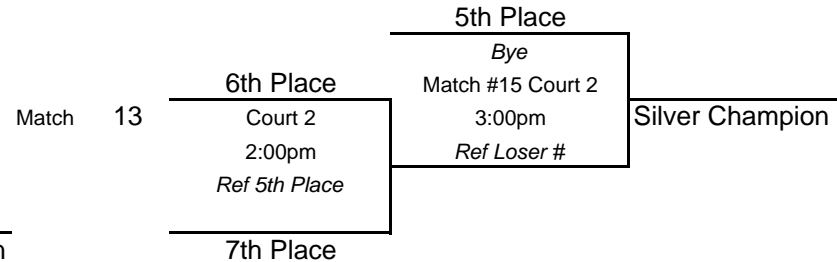 5th Place
Bye
6th Place
Match #15 Court 2
Match 13
Court 2
3:00pm
Silver Champion
2:00pm
Ref Loser #
Ref 5th Place
7th Place